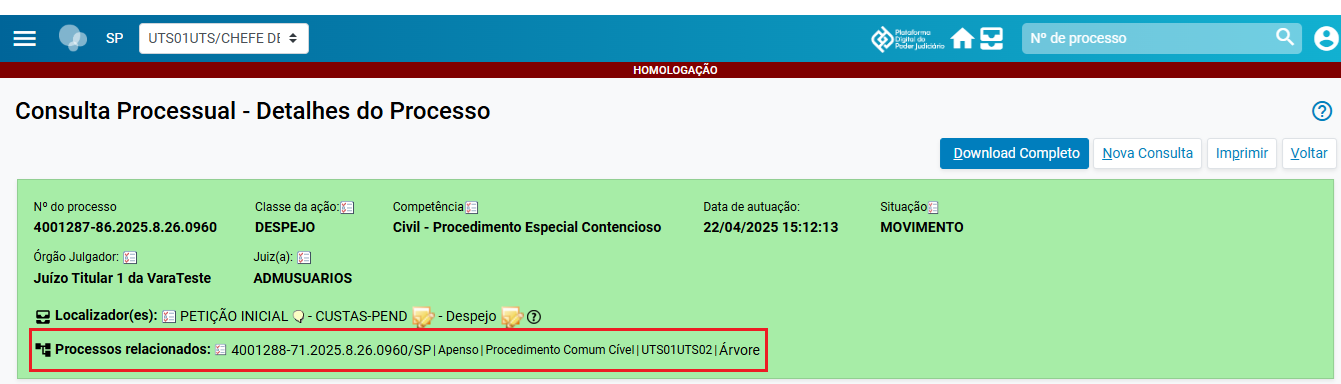 SP UTS01UTS/CHEFE DE Plataforma Digital do Poder Judiciário Nº de processo
HOMOLOGAÇÃO
Consulta Processual - Detalhes do Processo
Download Completo Nova Consulta Imprimir Voltar
Nº do processo Classe da ação: Competência Data de autuação: Situação
4001287-86.2025.8.26.0960 DESPEJO Civil - Procedimento Especial Contencioso 22/04/2025 15:12:13 MOVIMENTO
Órgão Julgador: Juiz(a):
Juízo Titular 1 da VaraTeste ADMUSUARIOS
Localizador(es): PETIÇÃO INICIAL - CUSTAS-PEND - Despejo
Processos relacionados: 4001288-71.2025.8.26.0960/SP | Apenso | Procedimento Comum Cível | UTS01UTS02 | Árvore